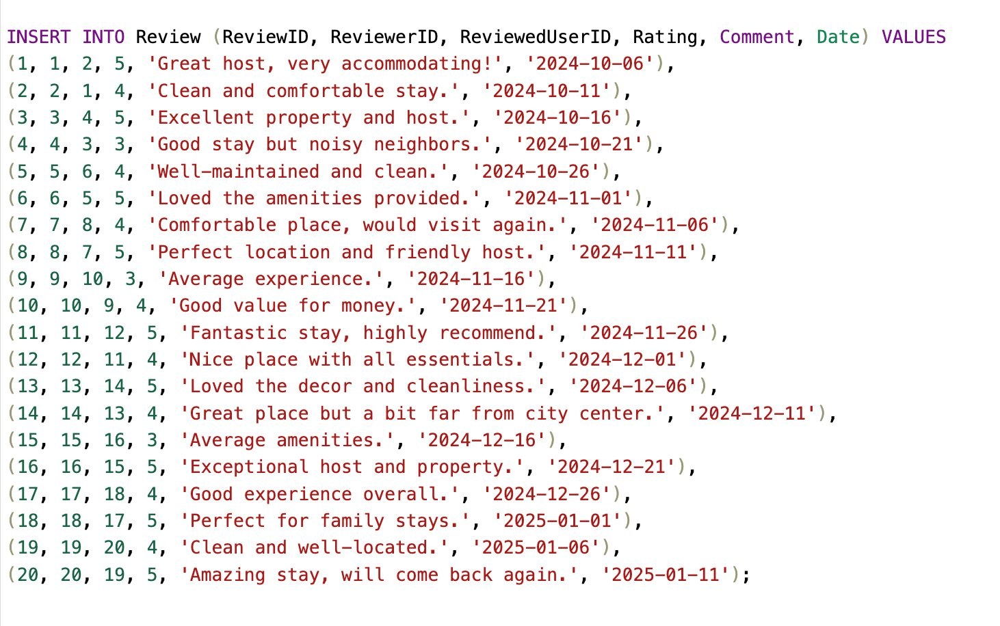 INSERT INTO Review (ReviewID, ReviewerID, ReviewedUserID, Rating, Comment, Date) VALUES
(1, 1, 2, 5, 'Great host, very accommodating!', '2024-10-06'),
(2, 2, 1, 4, 'Clean and comfortable stay.', '2024-10-11'),
(3, 3, 4, 5, 'Excellent property and host.', '2024-10-16'),
(4, 4, 3, 3, 'Good stay but noisy neighbors.', '2024-10-21'),
(5, 5, 6, 4, 'Well-maintained and clean.', '2024-10-26'),
(6, 6, 5, 5, 'Loved the amenities provided.', '2024-11-01'),
(7, 7, 8, 4, 'Comfortable place, would visit again.', '2024-11-06'),
(8, 8, 7, 5, 'Perfect location and friendly host.', '2024-11-11'),
(9, 9, 10, 3, 'Average experience.', '2024-11-16'),
(10, 10, 9, 4, 'Good value for money.', '2024-11-21'),
(11, 11, 12, 5, 'Fantastic stay, highly recommend.', '2024-11-26'),
(12, 12, 11, 4, 'Nice place with all essentials.', '2024-12-01'),
(13, 13, 14, 5, 'Loved the decor and cleanliness.', '2024-12-06'),
(14, 14, 13, 4, 'Great place but a bit far from city center.', '2024-12-11'),
(15, 15, 16, 3, 'Average amenities.', '2024-12-16'),
(16, 16, 15, 5, 'Exceptional host and property.', '2024-12-21'),
(17, 17, 18, 4, 'Good experience overall.', '2024-12-26'),
(18, 18, 17, 5, 'Perfect for family stays.', '2025-01-01'),
(19, 19, 20, 4, 'Clean and well-located.', '2025-01-06'),
(20, 20, 19, 5, 'Amazing stay, will come back again.', '2025-01-11');